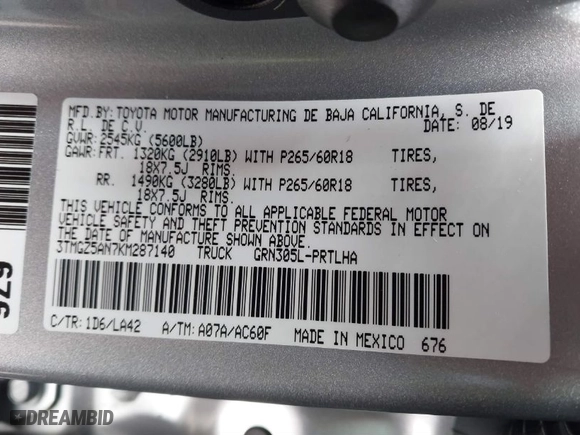 MFD.BY:TOYOTA MOTOR MANUFACTURING DE BAJA CALIFORNIA, S. DE
R.L. DE C.V. DATE: 08/19
GVWR:2545KG (5600LB)
GAWR:FRT. 1320KG (2910LB) WITH P265/60R18 TIRES,
18X7.5J RIMS.
RR. 1490KG (3280LB) WITH P265/60R18 TIRES,
18X7.5J RIMS.
THIS VEHICLE CONFORMS TO ALL APPLICABLE FEDERAL MOTOR
VEHICLE SAFETY AND THEFT PREVENTION STANDARDS IN EFFECT ON
THE DATE OF MANUFACTURE SHOWN ABOVE.
3TMGZ5AN7KM287140 TRUCK GRN305L-PRTLHA
C/TR:1D6/LA42 A/TM:A07A/AC60F MADE IN MEXICO 676
DREAMBID